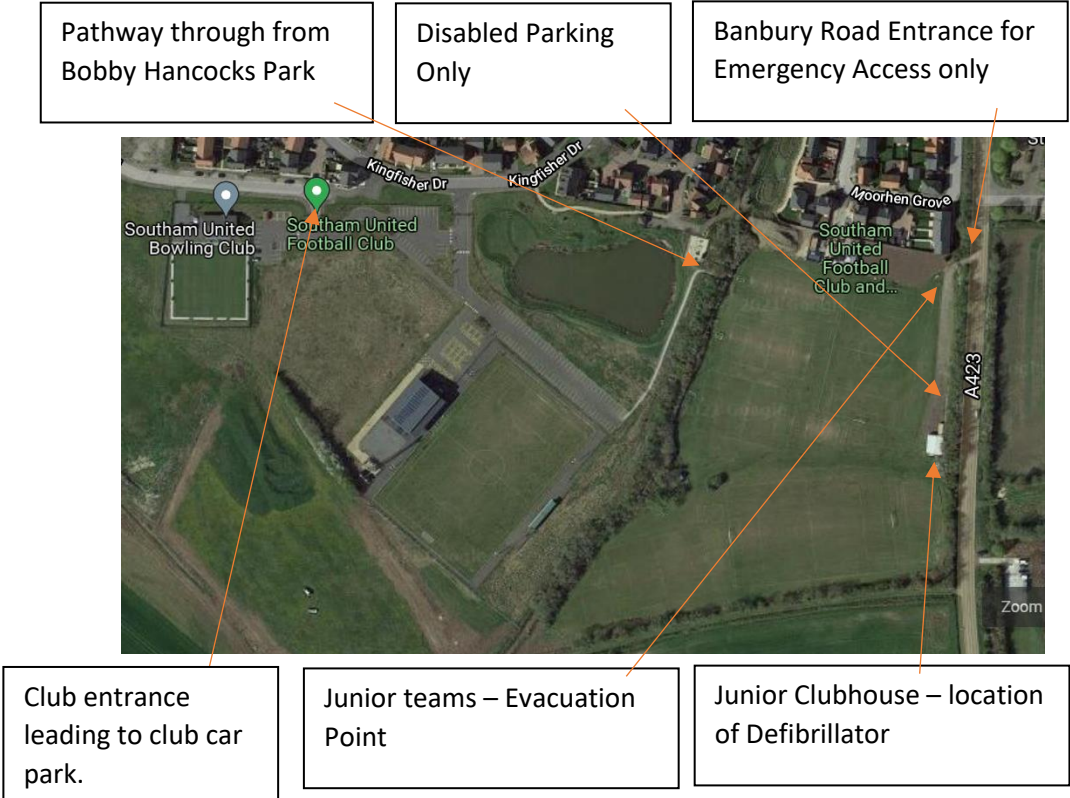 Pathway through from
Bobby Hancocks Park
Disabled Parking
Only
Banbury Road Entrance for
Emergency Access only
Kingfisher Dr
Kingfisher Dr
Moorhen Grove
Southam United
Bowling Club
Southam United
Football Club
Southam
United
Football
Club and...
A423
Zoom
Club entrance
leading to club car
park.
Junior teams – Evacuation
Point
Junior Clubhouse – location
of Defibrillator